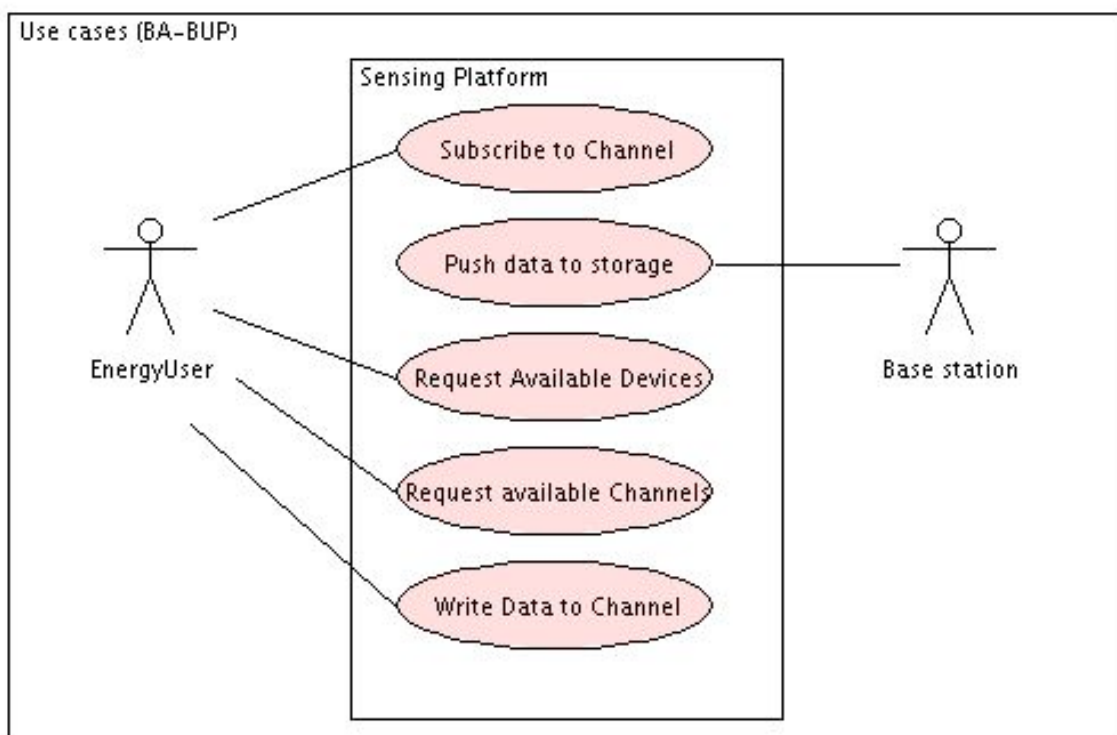 Use cases (BA-BUP)
Sensing Platform
Subscribe to Channel
Push data to storage
EnergyUser
Request Available Devices
Base station
Request available Channels
Write Data to Channel